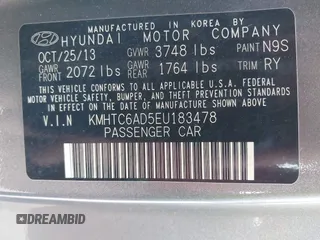 MANUFACTURED IN KOREA BY
HYUNDAI MOTOR COMPANY
OCT/25/13 GVWR 3748 lbs PAINT N9S
GAWR FRONT 2072 lbs GAWR REAR 1764 lbs TRIM RY
THIS VEHICLE CONFORMS TO ALL APPLICABLE U.S.A FEDERAL MOTOR
VEHICLE SAFETY, BUMPER, AND THEFT PREVENTION STANDARDS IN
EFFECT ON THE DATE OF MANUFACTURE SHOWN ABOVE.
V.I.N KMHTC6AD5EU183478
PASSENGER CAR
DREAMBID